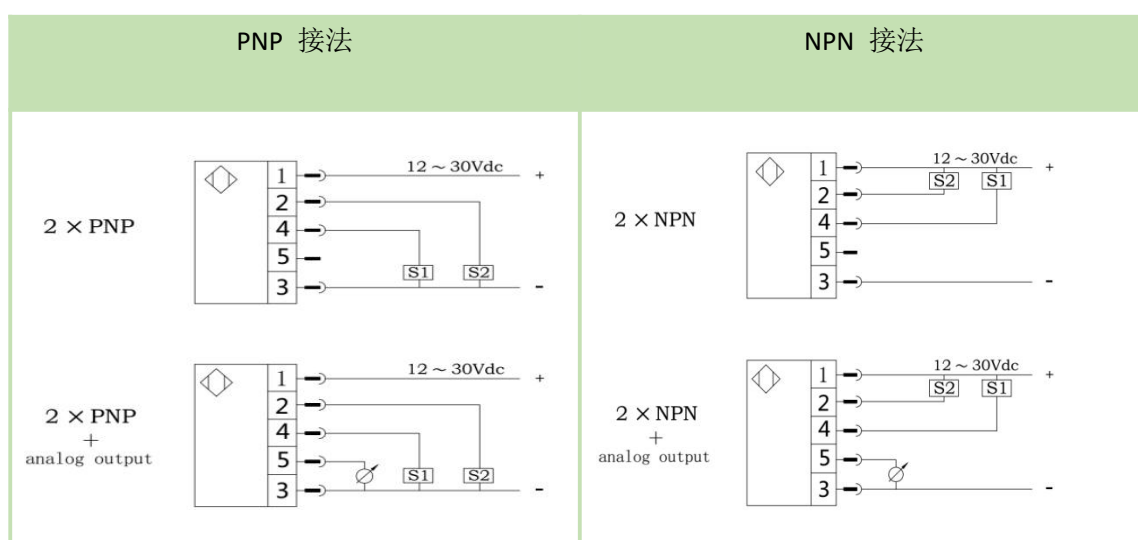 PNP 接法
NPN 接法
2 × PNP
1
2
4
5
3
12～30Vdc
+
S1
S2
-
2 × NPN
1
2
4
5
3
12～30Vdc
+
S2
S1
-
2 × PNP
+
analog output
1
2
4
5
3
12～30Vdc
+
S1
S2
-
2 × NPN
+
analog output
1
2
4
5
3
12～30Vdc
+
S2
S1
-